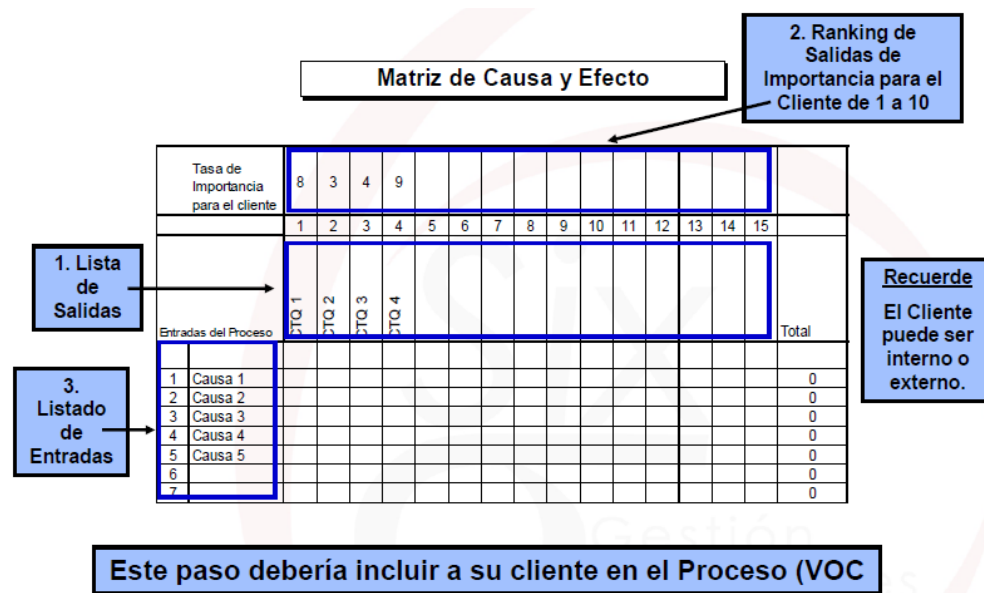 2. Ranking de
Salidas de
Importancia para el
Cliente de 1 a 10
Matriz de Causa y Efecto
Tasa de
Importancia
para el cliente
8 3 4 9
1 2 3 4 5 6 7 8 9 10 11 12 13 14 15
1. Lista
de
Salidas
CTQ 1
CTQ 2
CTQ 3
CTQ 4
Entradas del Proceso
Total
Recuerde
El Cliente
puede ser
interno o
externo.
3.
Listado
de
Entradas
1 Causa 1 0
2 Causa 2 0
3 Causa 3 0
4 Causa 4 0
5 Causa 5 0
6 0
7 0
Six
Gestión
Este paso debería incluir a su cliente en el Proceso (VOC